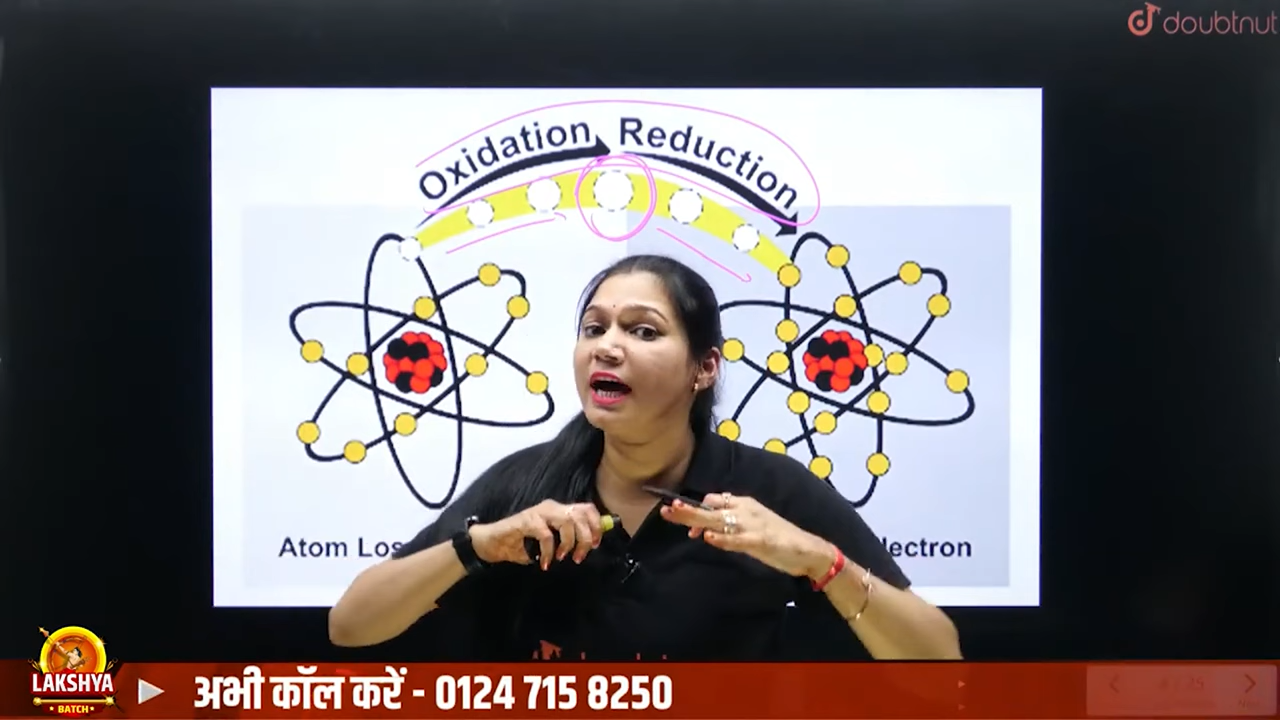 doubtnut
Oxidation Reduction
Atom Los
lectron
LAKSHYA
BATCH
अभी कॉल करें - 0124 715 8250